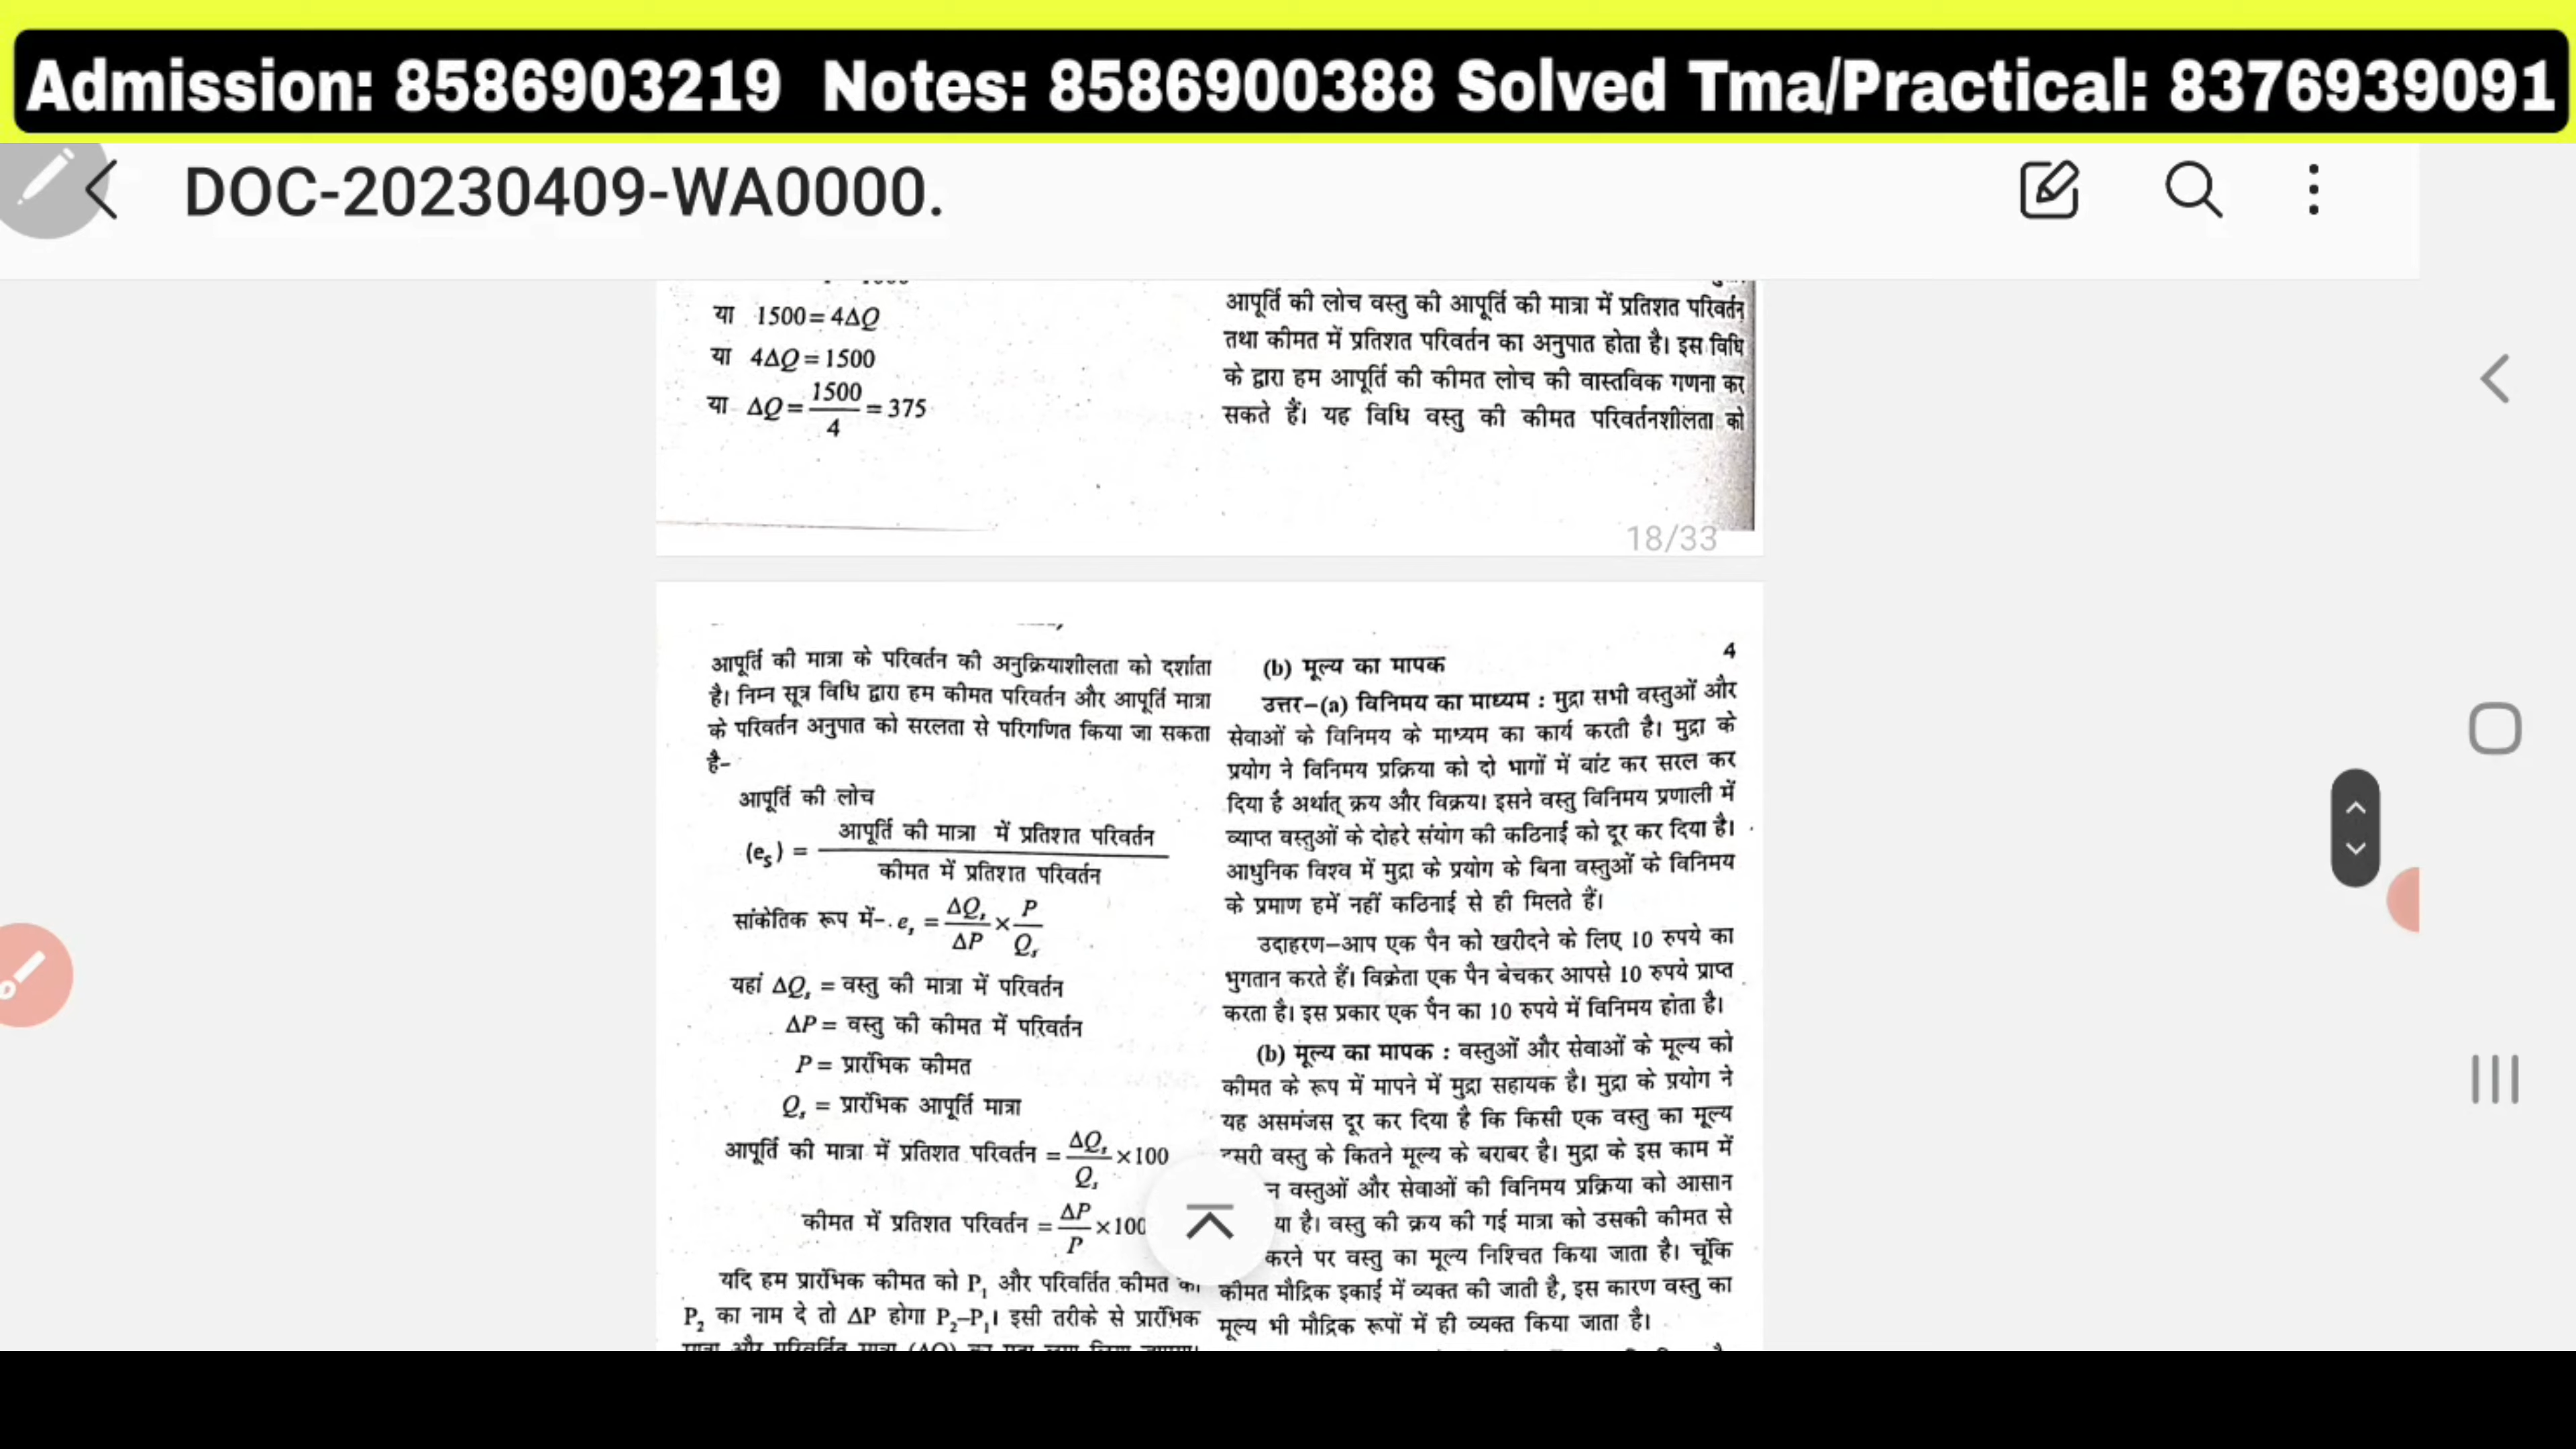 Admission: 8586903219 Notes: 8586900388 Solved Tma/Practical: 8376939091
DOC-20230409-WA0000.
या 1500=4ΔQ
या 4ΔQ=1500
या ΔQ=1500/4=375
आपूर्ति की लोच वस्तु की आपूर्ति की मात्रा में प्रतिशत परिवर्तन
तथा कीमत में प्रतिशत परिवर्तन का अनुपात होता है। इस विधि
के द्वारा हम आपूर्ति की कीमत लोच की वास्तविक गणना कर
सकते हैं। यह विधि वस्तु की कीमत परिवर्तनशीलता को
18/33
आपूर्ति की मात्रा के परिवर्तन की अनुक्रियाशीलता को दर्शाता
है। निम्न सूत्र विधि द्वारा हम कीमत परिवर्तन और आपूर्ति मात्रा
के परिवर्तन अनुपात को सरलता से परिगणित किया जा सकता
है–
आपूर्ति की लोच
(es) = आपूर्ति की मात्रा में प्रतिशत परिवर्तन / कीमत में प्रतिशत परिवर्तन
सांकेतिक रूप में– es = ΔQs/ΔP × P/Qs
यहां ΔQs = वस्तु की मात्रा में परिवर्तन
ΔP = वस्तु की कीमत में परिवर्तन
P = प्रारंभिक कीमत
Qs = प्रारंभिक आपूर्ति मात्रा
आपूर्ति की मात्रा में प्रतिशत परिवर्तन = ΔQs/Qs ×100
कीमत में प्रतिशत परिवर्तन = ΔP/P ×100
यदि हम प्रारंभिक कीमत को P1 और परिवर्तित कीमत
P2 का नाम दे तो ΔP होगा P2–P1। इसी तरीके से प्रारंभिक
4
(b) मूल्य का मापक
उत्तर–(a) विनिमय का माध्यम : मुद्रा सभी वस्तुओं और
सेवाओं के विनिमय के माध्यम का कार्य करती है। मुद्रा के
प्रयोग ने विनिमय प्रक्रिया को दो भागों में बांट कर सरल कर
दिया है अर्थात् क्रय और विक्रय। इसने वस्तु विनिमय प्रणाली में
व्याप्त वस्तुओं के दोहरे संयोग की कठिनाई को दूर कर दिया है।
आधुनिक विश्व में मुद्रा के प्रयोग के बिना वस्तुओं के विनिमय
के प्रमाण हमें नहीं कठिनाई से ही मिलते हैं।
उदाहरण–आप एक पैन को खरीदने के लिए 10 रुपये का
भुगतान करते हैं। विक्रेता एक पैन बेचकर आपसे 10 रुपये प्राप्त
करता है। इस प्रकार एक पैन का 10 रुपये में विनिमय होता है।
(b) मूल्य का मापक : वस्तुओं और सेवाओं के मूल्य को
कीमत के रूप में मापने में मुद्रा सहायक है। मुद्रा के प्रयोग ने
यह असमंजस दूर कर दिया है कि किसी एक वस्तु का मूल्य
दूसरी वस्तु के कितने मूल्य के बराबर है। मुद्रा के इस काम में
वस्तुओं और सेवाओं की विनिमय प्रक्रिया को आसान
है। वस्तु की क्रय की गई मात्रा को उसकी कीमत से
करने पर वस्तु का मूल्य निश्चित किया जाता है। चूंकि
कीमत मौद्रिक इकाई में व्यक्त की जाती है, इस कारण वस्तु का
मूल्य भी मौद्रिक रूपों में ही व्यक्त किया जाता है।